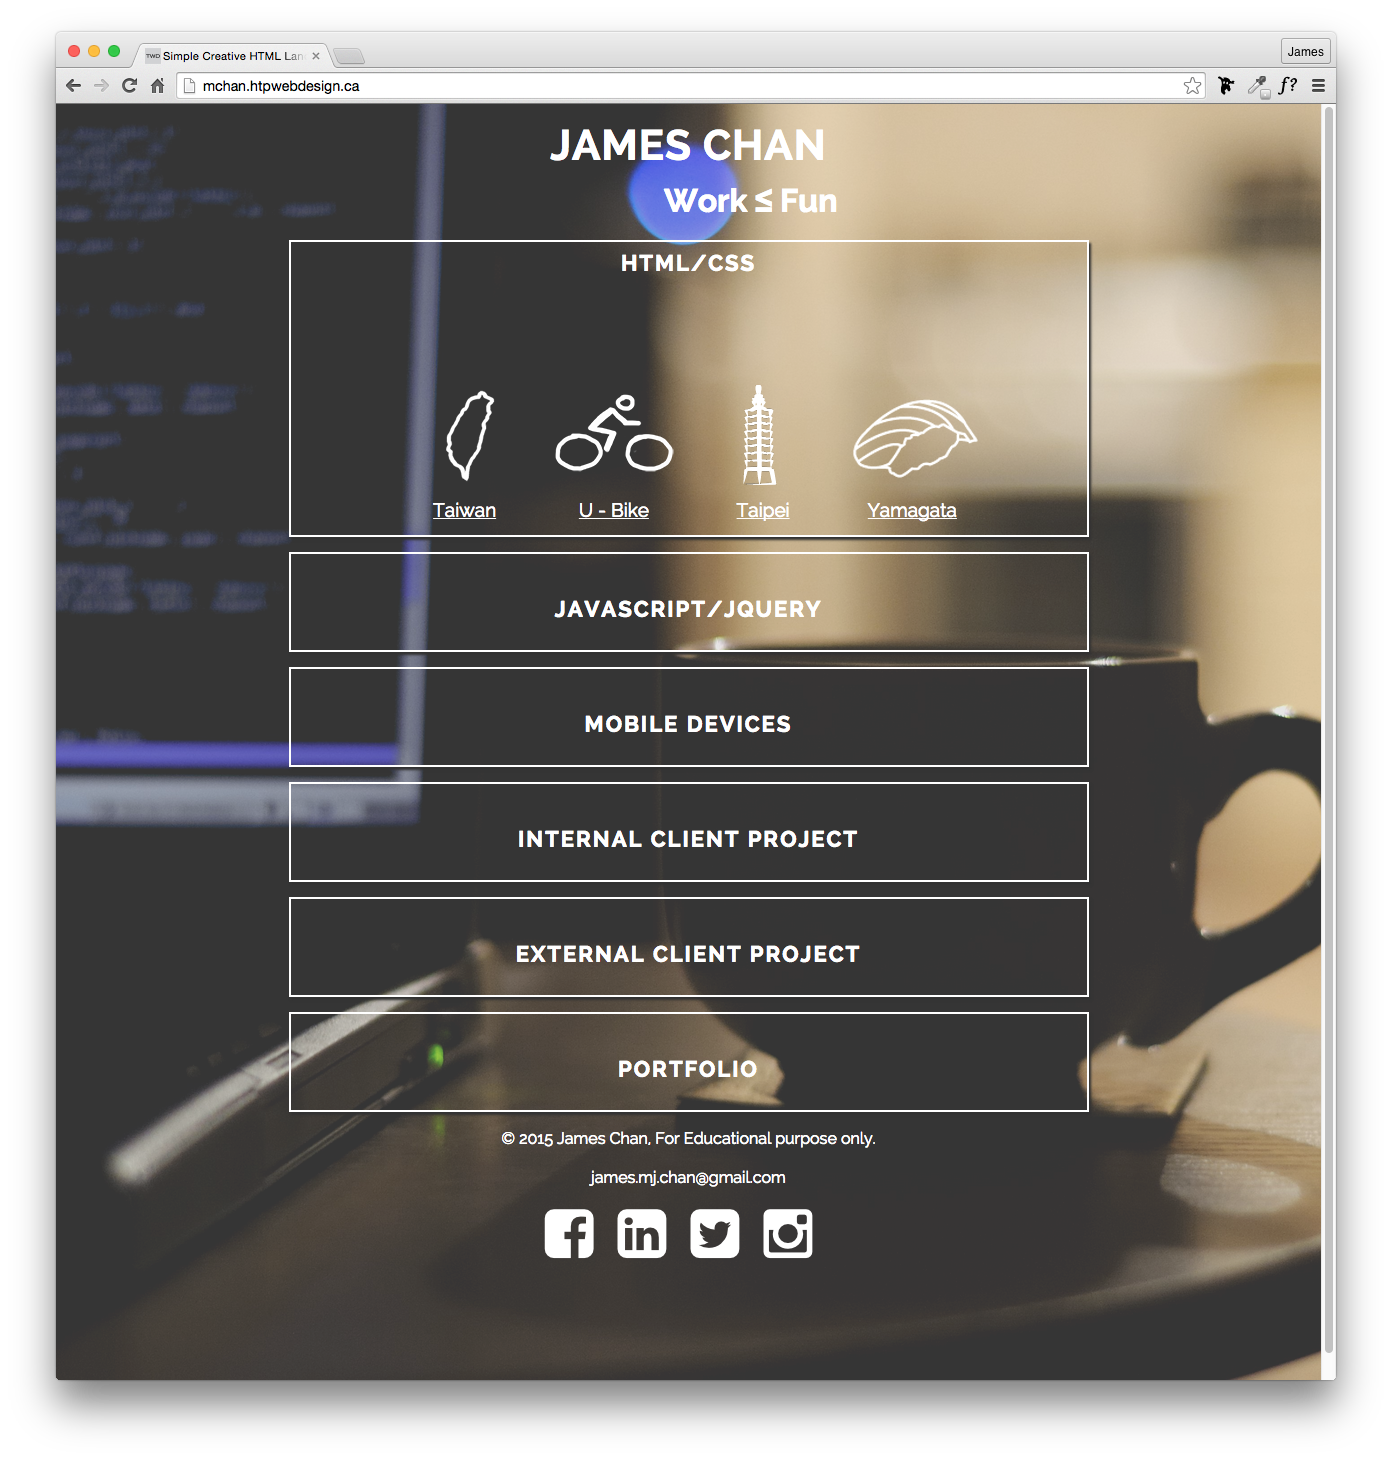 TWD Simple Creative HTML Lan
James
mchan.htpwebdesign.ca
f?
JAMES CHAN
Work ≤ Fun
HTML/CSS
Taiwan U - Bike Taipei Yamagata
JAVASCRIPT/JQUERY
MOBILE DEVICES
INTERNAL CLIENT PROJECT
EXTERNAL CLIENT PROJECT
PORTFOLIO
© 2015 James Chan, For Educational purpose only.
james.mj.chan@gmail.com